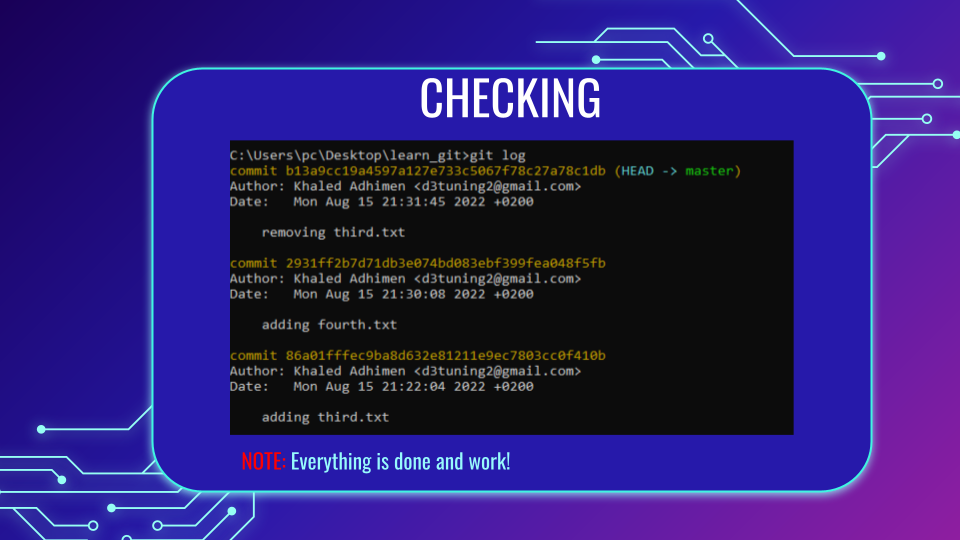 CHECKING
C:\Users\pc\Desktop\learn_git>git log
commit b13a9cc19a4597a127e733c5067f78c27a78c1db (HEAD -> master)
Author: Khaled Adhimen <d3tuning2@gmail.com>
Date:   Mon Aug 15 21:31:45 2022 +0200
removing third.txt
commit 2931ff2b7d71db3e074bd083ebf399fea048f5fb
Author: Khaled Adhimen <d3tuning2@gmail.com>
Date:   Mon Aug 15 21:30:08 2022 +0200
adding fourth.txt
commit 86a01fffec9ba8d632e81211e9ec7803cc0f410b
Author: Khaled Adhimen <d3tuning2@gmail.com>
Date:   Mon Aug 15 21:22:04 2022 +0200
adding third.txt
NOTE: Everything is done and work!